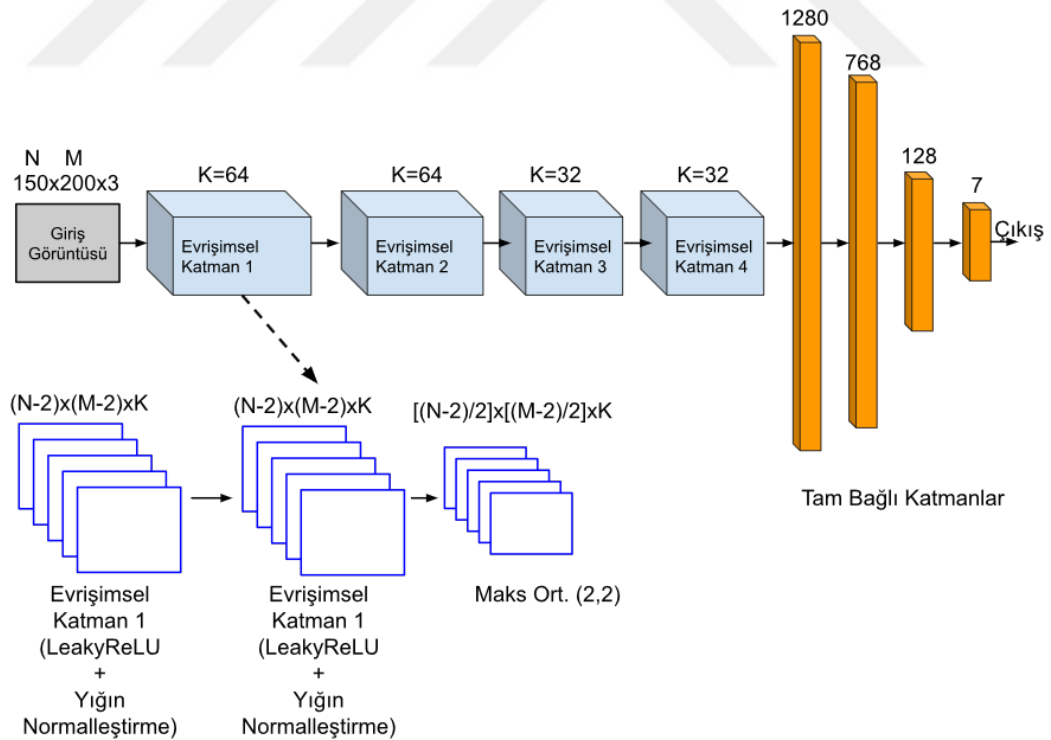 1280
768
128
7
N M
150x200x3
K=64
K=64
K=32
K=32
Giriş
Görüntüsü
Evrişimsel
Katman 1
Evrişimsel
Katman 2
Evrişimsel
Katman 3
Evrişimsel
Katman 4
Çıkış
(N-2)x(M-2)xK
(N-2)x(M-2)xK
[(N-2)/2]x[(M-2)/2]xK
Tam Bağlı Katmanlar
Evrişimsel
Katman 1
(LeakyReLU
+
Yığın
Normalleştirme)
Evrişimsel
Katman 1
(LeakyReLU
+
Yığın
Normalleştirme)
Maks Ort. (2,2)